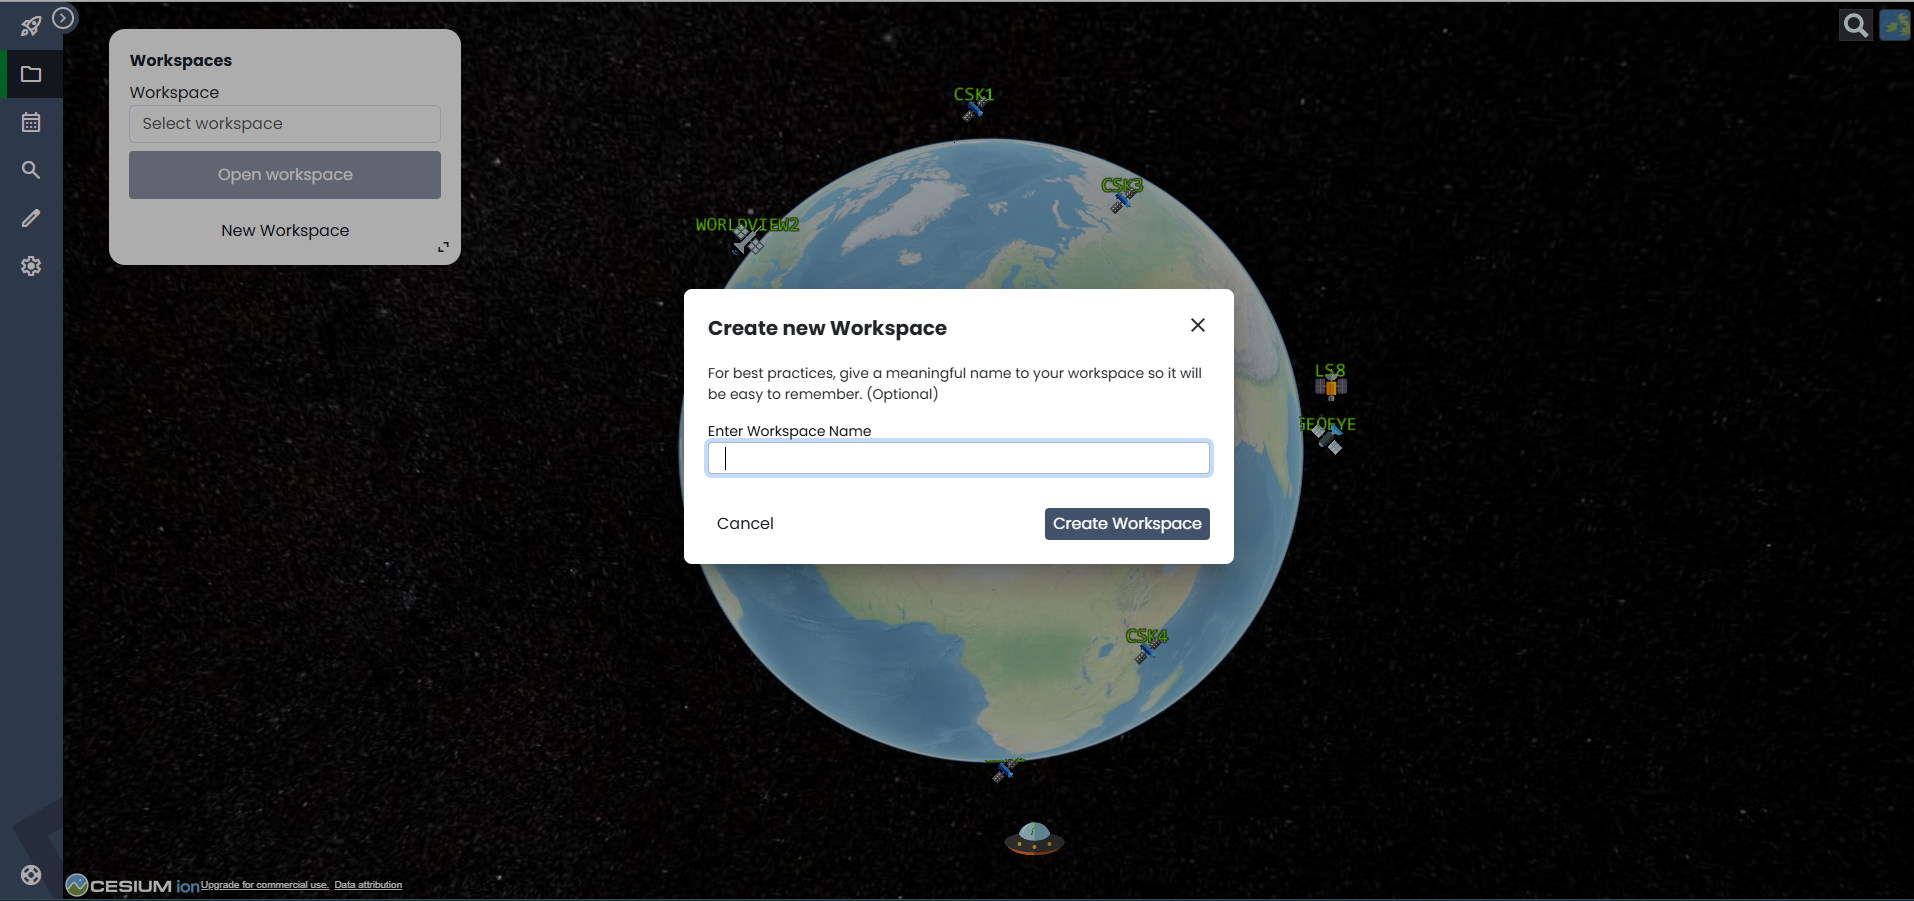 Workspaces
Workspace
Select workspace
Open workspace
New Workspace
CSK1
CSK3
WORLDVIEW2
Create new Workspace
For best practices, give a meaningful name to your workspace so it will
be easy to remember. (Optional)
Enter Workspace Name
Cancel
Create Workspace
LS8
GEOEYE
CSK4
CESIUM ion
Upgrade for commercial use. Data attribution